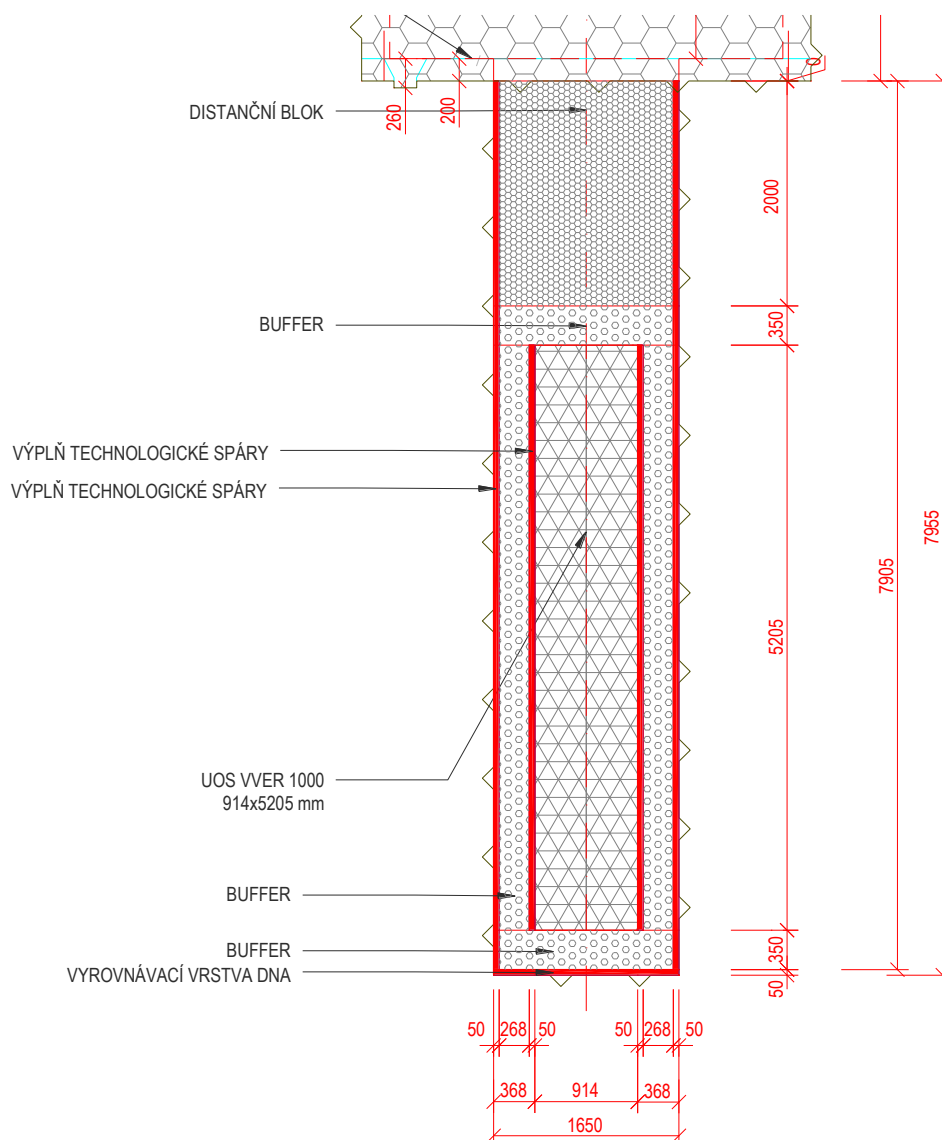 DISTANČNÍ BLOK
260
200
2000
BUFFER
350
VÝPLŇ TECHNOLOGICKÉ SPÁRY
VÝPLŇ TECHNOLOGICKÉ SPÁRY
7955
7905
5205
UOS VVER 1000
914x5205 mm
BUFFER
BUFFER
350
VYROVNÁVACÍ VRSTVA DNA
50
50 268 50
50 268 50
368 914 368
1650